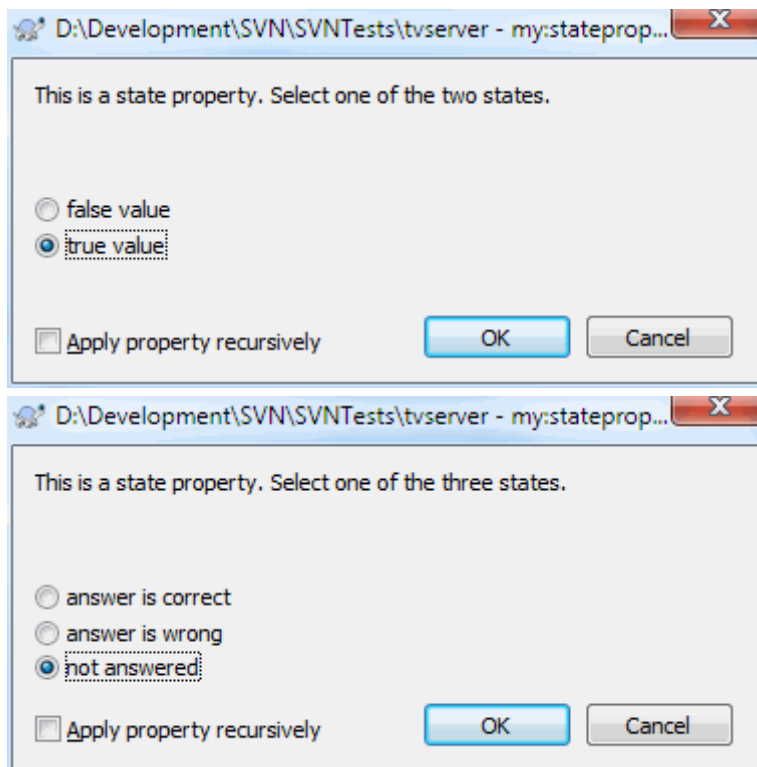 D:\Development\SVN\SVNTests\tvserver - my:stateprop...
This is a state property. Select one of the two states.
false value
true value
Apply property recursively OK Cancel
D:\Development\SVN\SVNTests\tvserver - my:stateprop...
This is a state property. Select one of the three states.
answer is correct
answer is wrong
not answered
Apply property recursively OK Cancel